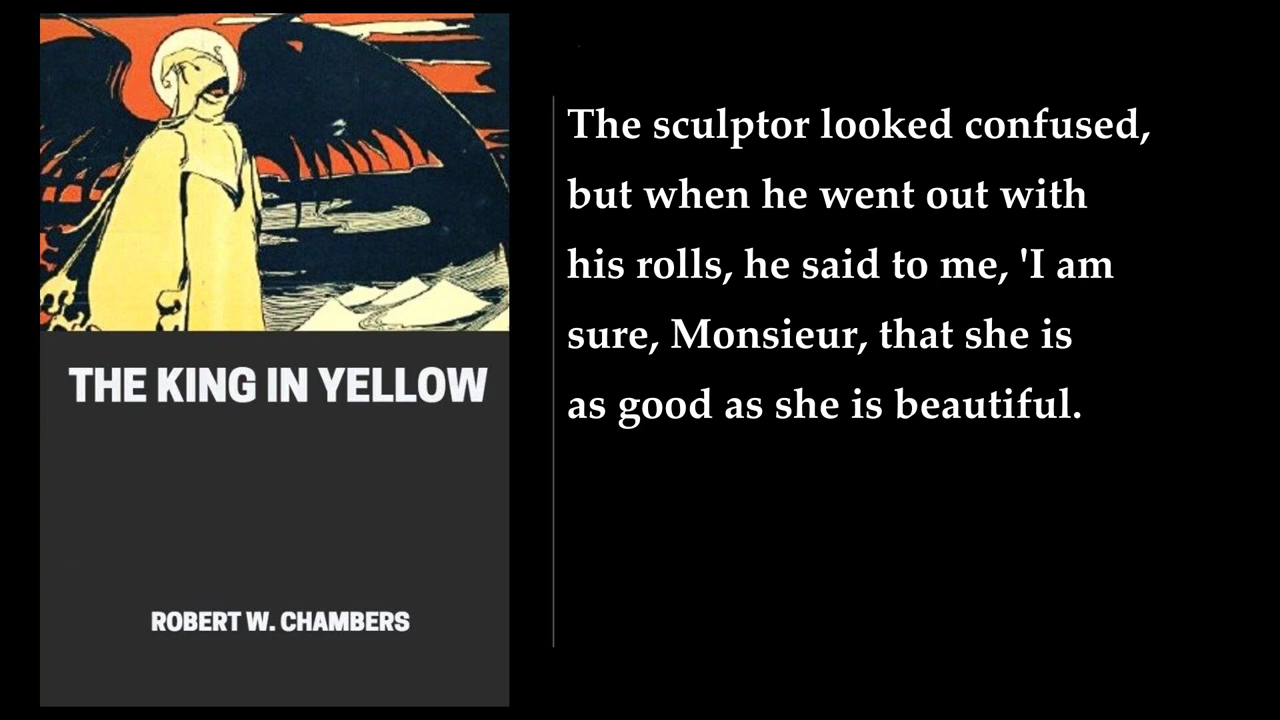 THE KING IN YELLOW
ROBERT W. CHAMBERS
The sculptor looked confused,
but when he went out with
his rolls, he said to me, 'I am
sure, Monsieur, that she is
as good as she is beautiful.